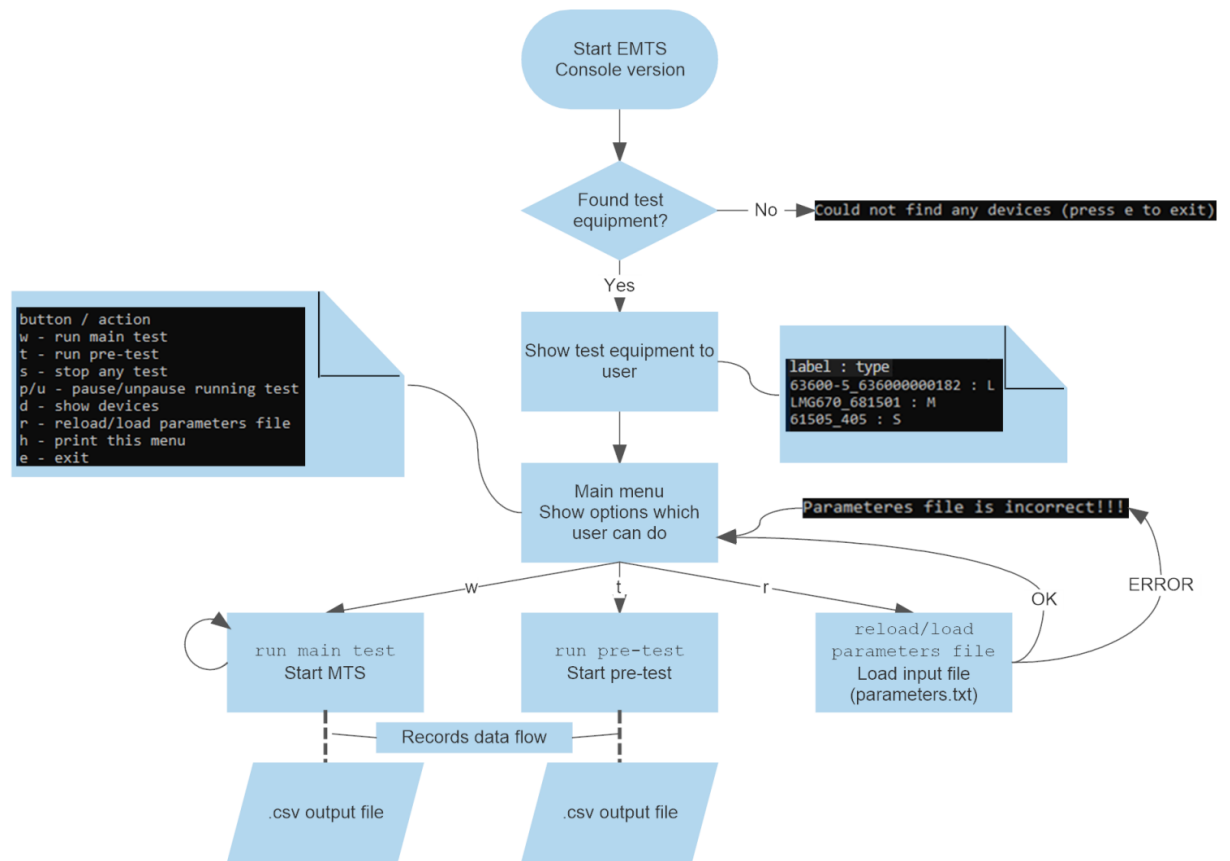 Start EMTS
Console version
Found test
equipment?
No
Could not find any devices (press e to exit)
Yes
button / action
w - run main test
t - run pre-test
s - stop any test
p/u - pause/unpause running test
d - show devices
r - reload/load parameters file
h - print this menu
e - exit
Show test equipment to
user
label : type
63600-5_636000000182 : L
LMG670_681501 : M
61505_405 : S
Main menu
Show options which
user can do
Parameteres file is incorrect!!!
w
t
r
OK
ERROR
run main test
Start MTS
run pre-test
Start pre-test
reload/load
parameters file
Load input file
(parameters.txt)
Records data flow
.csv output file
.csv output file